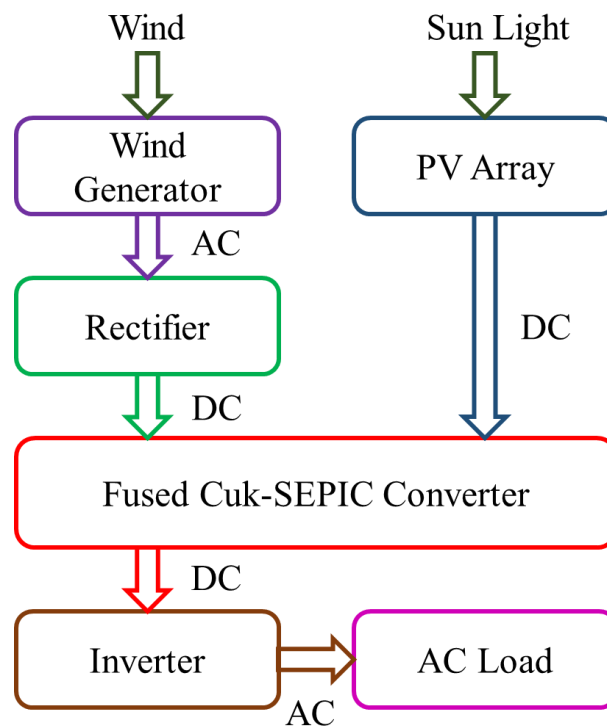 Wind
Sun Light
Wind
Generator
PV Array
AC
Rectifier
DC
DC
Fused Cuk-SEPIC Converter
DC
Inverter
AC Load
AC